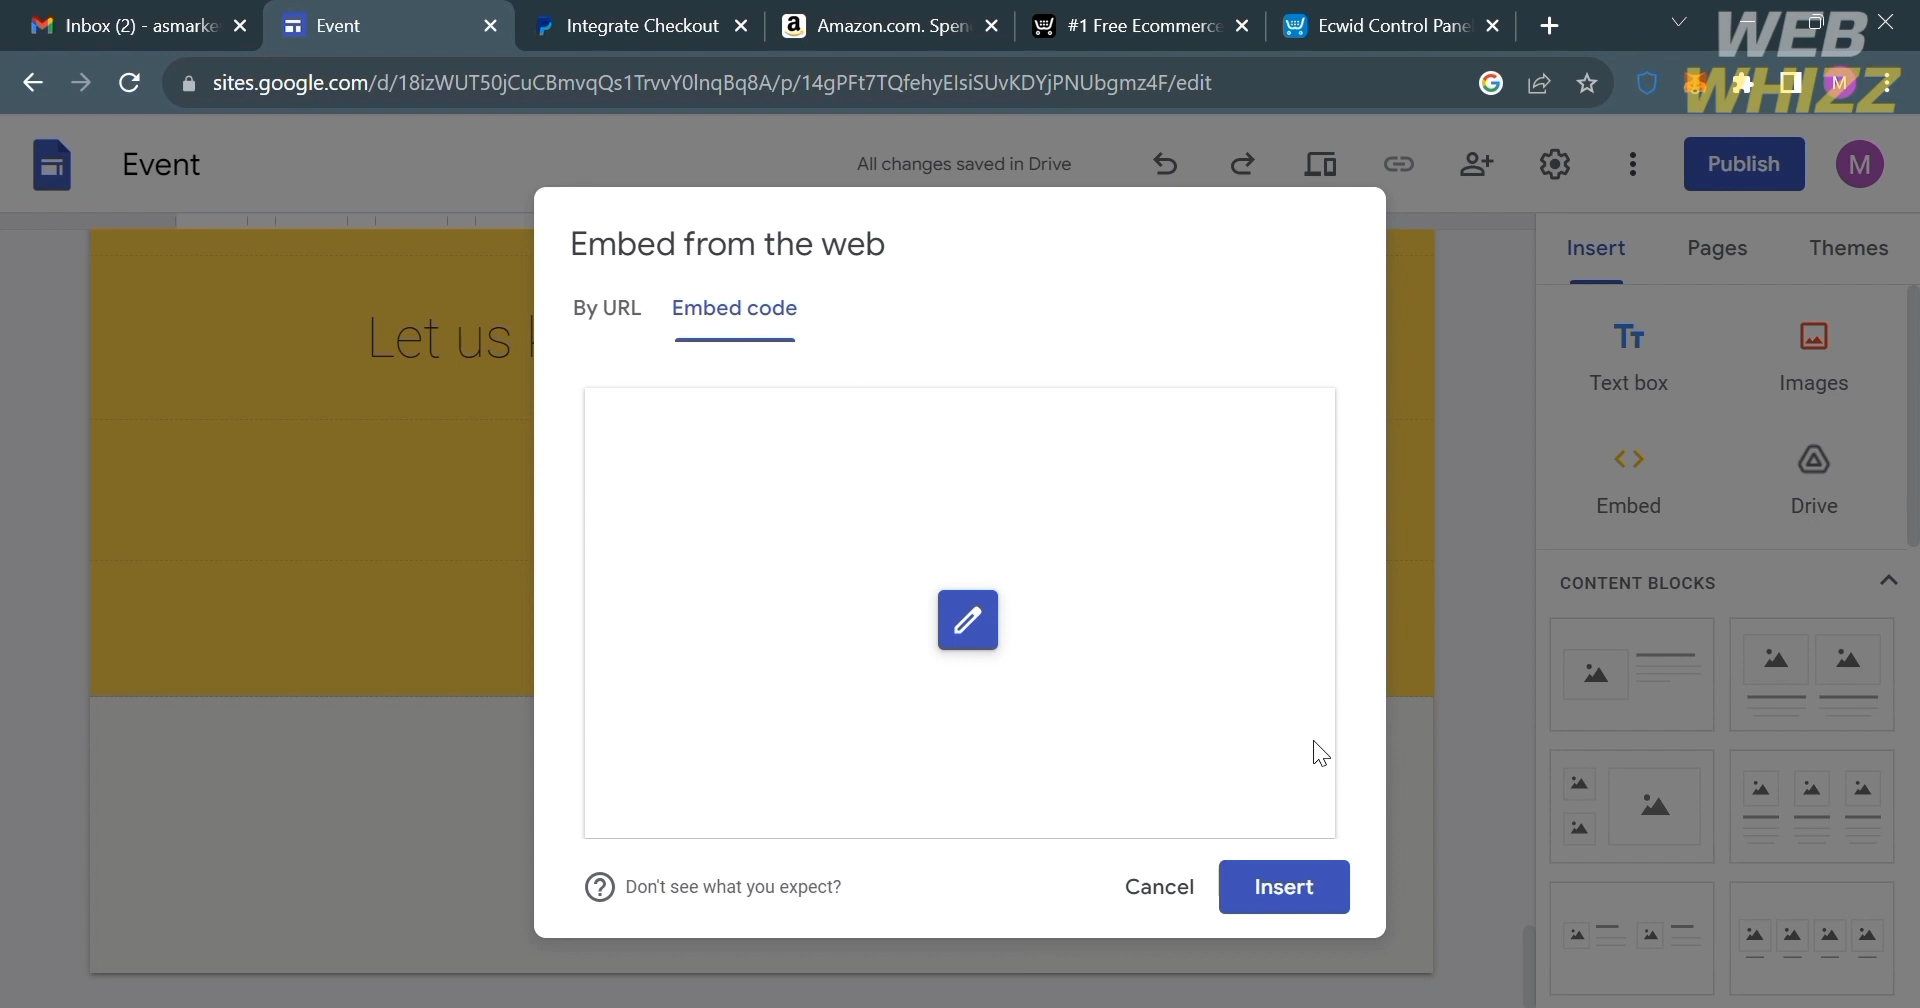 Inbox (2) - asmarke
Event
Integrate Checkout
Amazon.com. Spen
#1 Free Ecommerce
Ecwid Control Pane
WEB
WHIZZ
sites.google.com/d/18izWUT50jCuCBmvqQs1TrvvY0lnqBq8A/p/14gPFt7TQfehyEIsiSUvKDYjPNUbgmz4F/edit
M
Event
All changes saved in Drive
Publish
M
Embed from the web
By URL
Embed code
Let us
Insert
Pages
Themes
Text box
Images
Embed
Drive
CONTENT BLOCKS
Don't see what you expect?
Cancel
Insert